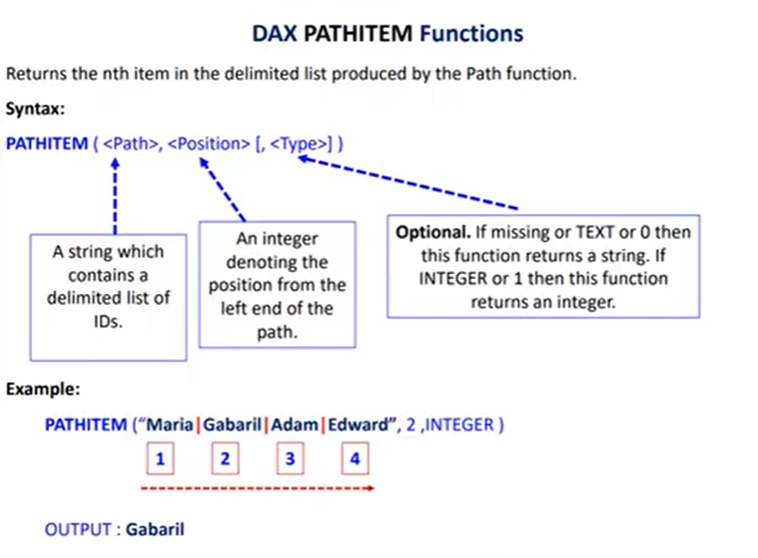 DAX PATHITEM Functions
Returns the nth item in the delimited list produced by the Path function.
Syntax:
PATHITEM ( <Path>, <Position> [, <Type>] )
A string which
contains a
delimited list of
IDs.
An integer
denoting the
position from the
left end of the
path.
Optional. If missing or TEXT or 0 then
this function returns a string. If
INTEGER or 1 then this function
returns an integer.
Example:
PATHITEM (“Maria|Gabaril|Adam|Edward”, 2 ,INTEGER )
1 2 3 4
OUTPUT : Gabaril